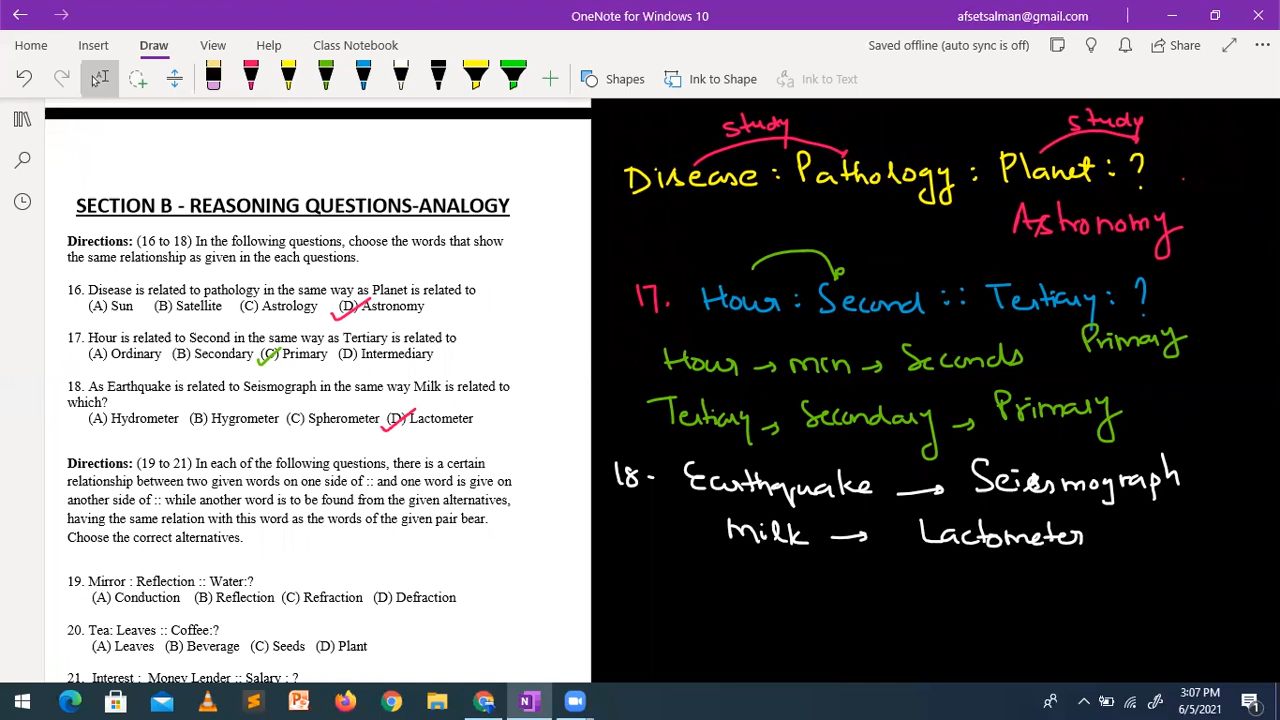 OneNote for Windows 10
afsetsalman@gmail.com
Home Insert Draw View Help Class Notebook
Saved offline (auto sync is off)
Share
Shapes
Ink to Shape
Ink to Text
SECTION B - REASONING QUESTIONS-ANALOGY
Directions: (16 to 18) In the following questions, choose the words that show
the same relationship as given in the each questions.
16. Disease is related to pathology in the same way as Planet is related to
(A) Sun (B) Satellite (C) Astrology (D) Astronomy
17. Hour is related to Second in the same way as Tertiary is related to
(A) Ordinary (B) Secondary (C) Primary (D) Intermediary
18. As Earthquake is related to Seismograph in the same way Milk is related to
which?
(A) Hydrometer (B) Hygrometer (C) Spherometer (D) Lactometer
Directions: (19 to 21) In each of the following questions, there is a certain
relationship between two given words on one side of :: and one word is give on
another side of :: while another word is to be found from the given alternatives,
having the same relation with this word as the words of the given pair bear.
Choose the correct alternatives.
19. Mirror : Reflection :: Water:?
(A) Conduction (B) Reflection (C) Refraction (D) Defraction
20. Tea: Leaves :: Coffee:?
(A) Leaves (B) Beverage (C) Seeds (D) Plant
21. Interest : Money Lender :: Salary : ?
study study
Disease : Pathology : Planet : ?
Astronomy
17. Hour : Second :: Tertiary : ?
Primary
Hour → min → Seconds
Tertiary → Secondary → Primary
18. Earthquake → Seismograph
Milk → Lactometer
3:07 PM
6/5/2021